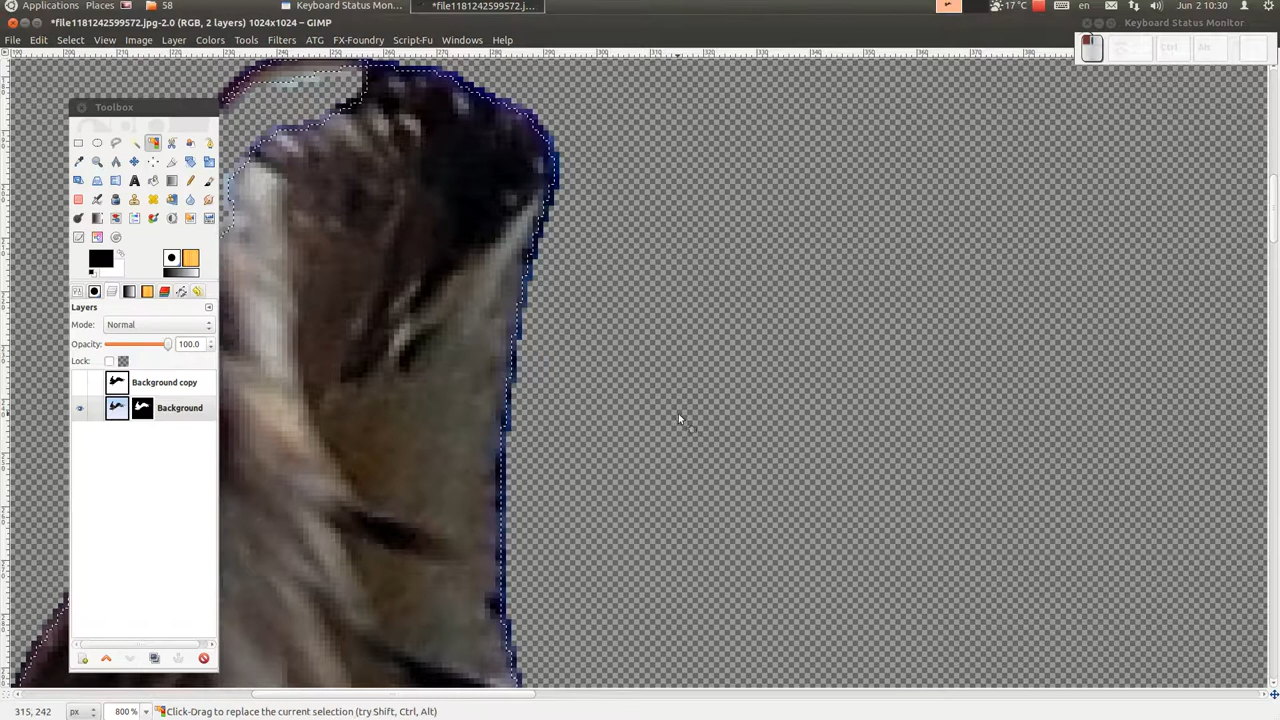 Applications Places 58 Keyboard Status Monit... *file1181242599572.j... 17 °C en Jun 2 10:30
*file1181242599572.jpg-2.0 (RGB, 2 layers) 1024x1024 – GIMP
Keyboard Status Monitor
File Edit Select View Image Layer Colors Tools Filters ATG FX-Foundry Script-Fu Windows Help
Ctrl Alt
Toolbox
Layers
Mode: Normal
Opacity: 100.0
Lock:
Background copy
Background
315, 242 px 800% Click-Drag to replace the current selection (try Shift, Ctrl, Alt)